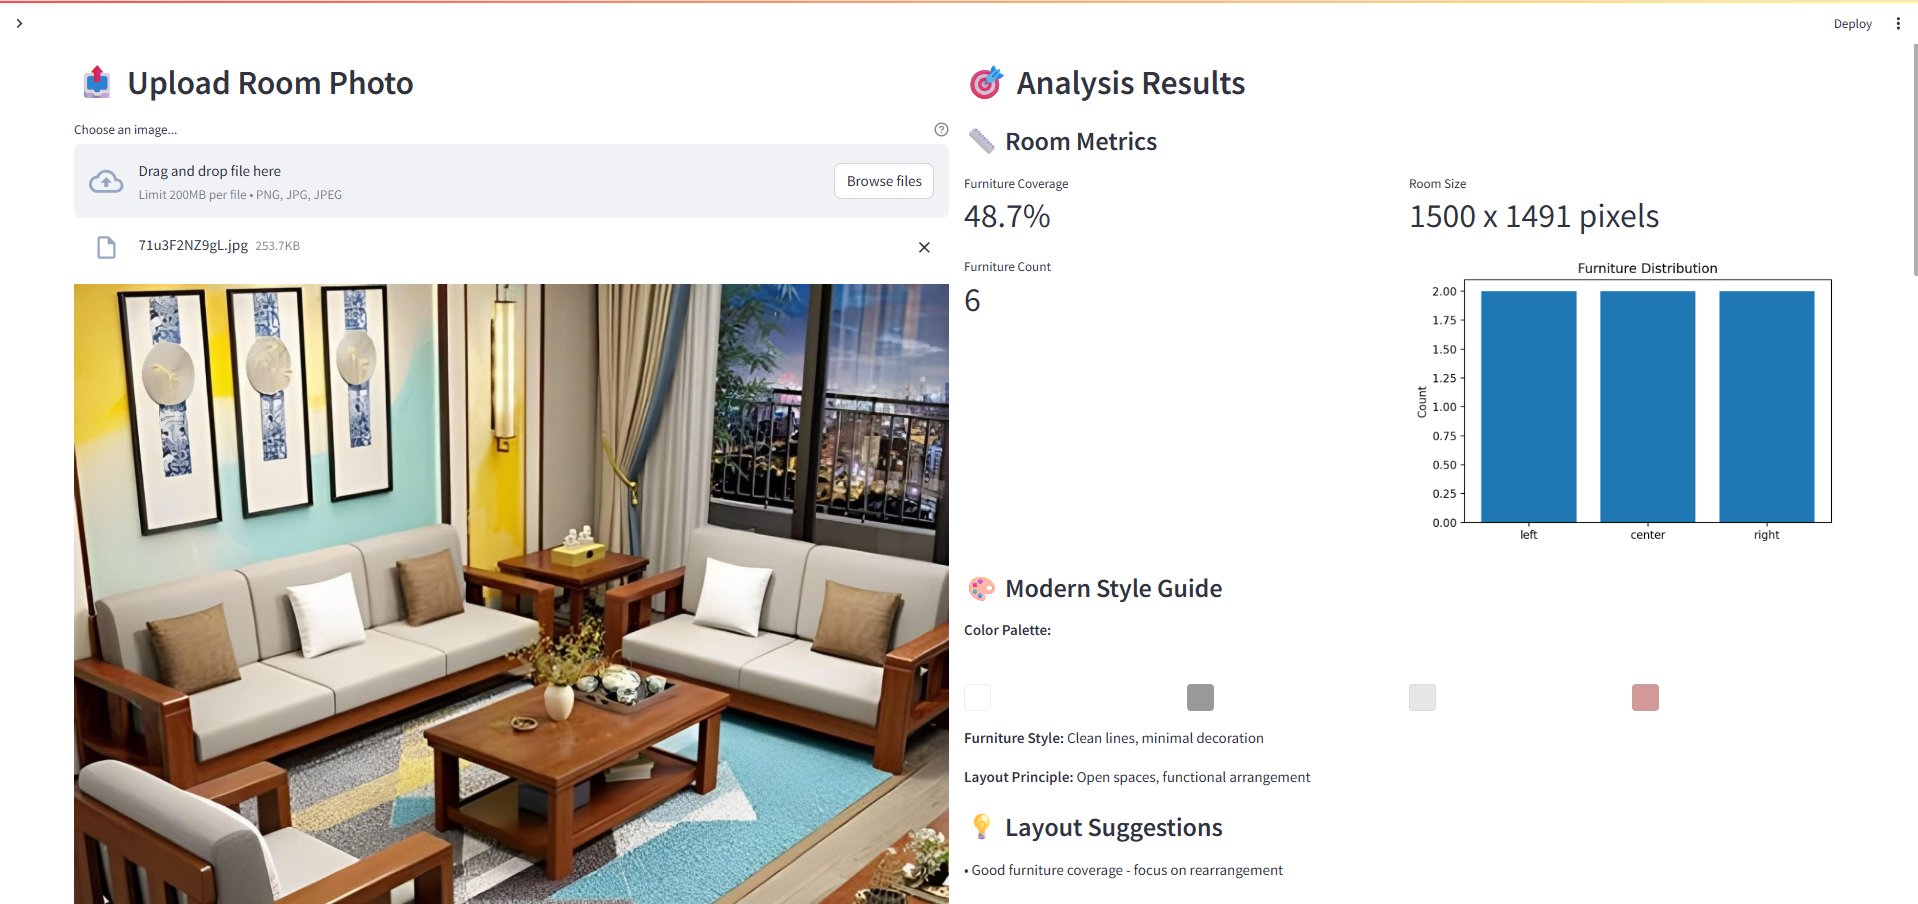 Deploy
Upload Room Photo
Choose an image...
Drag and drop file here
Limit 200MB per file • PNG, JPG, JPEG
Browse files
71u3F2NZ9gL.jpg 253.7KB
Analysis Results
Room Metrics
Furniture Coverage
48.7%
Room Size
1500 x 1491 pixels
Furniture Count
6
Furniture Distribution
Count
2.00
1.75
1.50
1.25
1.00
0.75
0.50
0.25
0.00
left center right
Modern Style Guide
Color Palette:
Furniture Style: Clean lines, minimal decoration
Layout Principle: Open spaces, functional arrangement
Layout Suggestions
• Good furniture coverage - focus on rearrangement